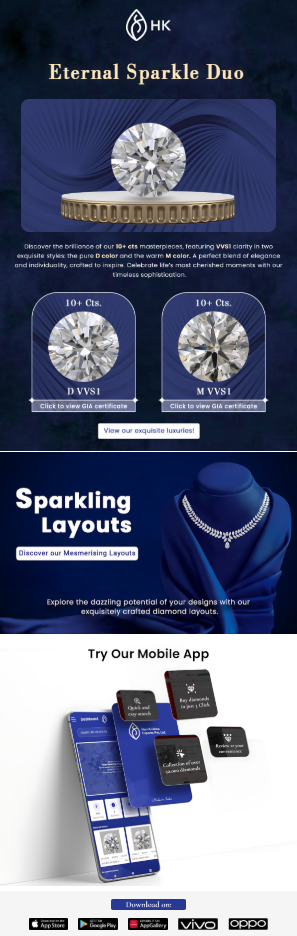 HK
Eternal Sparkle Duo
Discover the brilliance of our 10+ cts masterpieces, featuring VVS1 clarity in two
exquisite styles: the pure D color and the warm M color. A perfect blend of elegance
and individuality, crafted to inspire. Celebrate life's most cherished moments with our
timeless sophistication.
10+ Cts.
D VVS1
Click to view GIA certificate
10+ Cts.
M VVS1
Click to view GIA certificate
View our exquisite luxuries!
Sparkling
Layouts
Discover our Mesmerising Layouts
Explore the dazzling potential of your designs with our
exquisitely crafted diamond layouts.
Try Our Mobile App
Quick and
easy search
Buy diamonds
in just 1 Click
Collection of over
Review at your
convenience
Download on:
App Store
Google Play
AppGallery
vivo
oppo